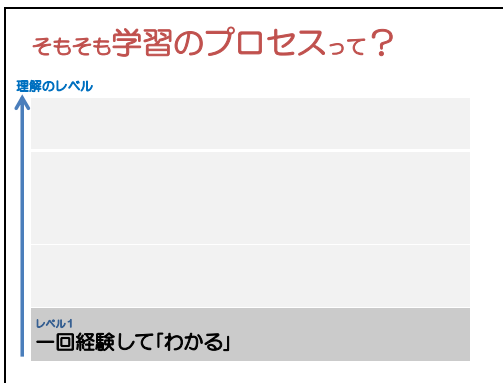 そもそも学習のプロセスって？
理解のレベル
レベル1
一回経験して「わかる」